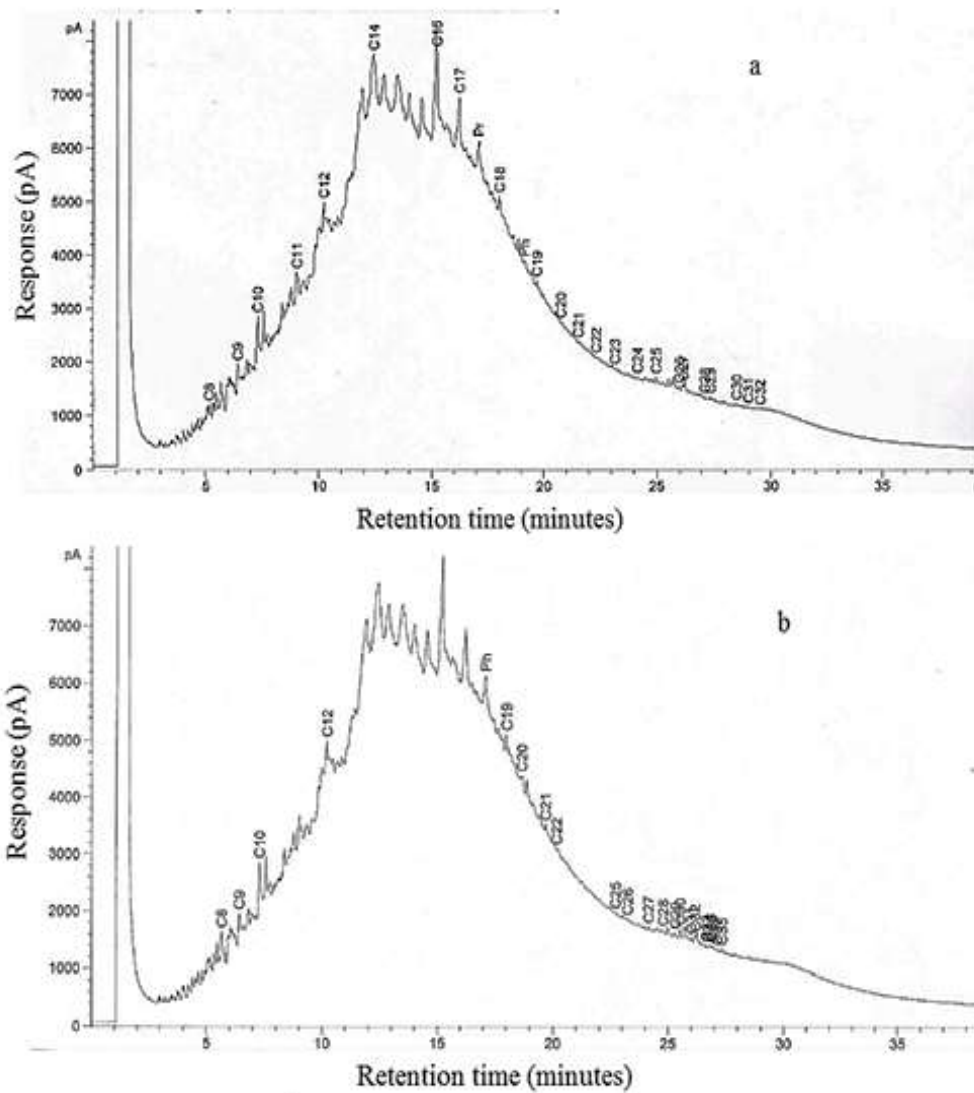 a
pA
7000
6000
5000
4000
3000
2000
1000
0
Response (pA)
C8
C9
C10
C11
C12
C14
C16
C17
Pr
C18
Ph
C19
C20
C21
C22
C23
C24
C25
C30
C31
C32
5 10 15 20 25 30 35
Retention time (minutes)
b
pA
7000
6000
5000
4000
3000
2000
1000
0
Response (pA)
C8
C9
C10
C12
Ph
C19
C20
C21
C22
C25
C26
C27
C28
C35
5 10 15 20 25 30 35
Retention time (minutes)